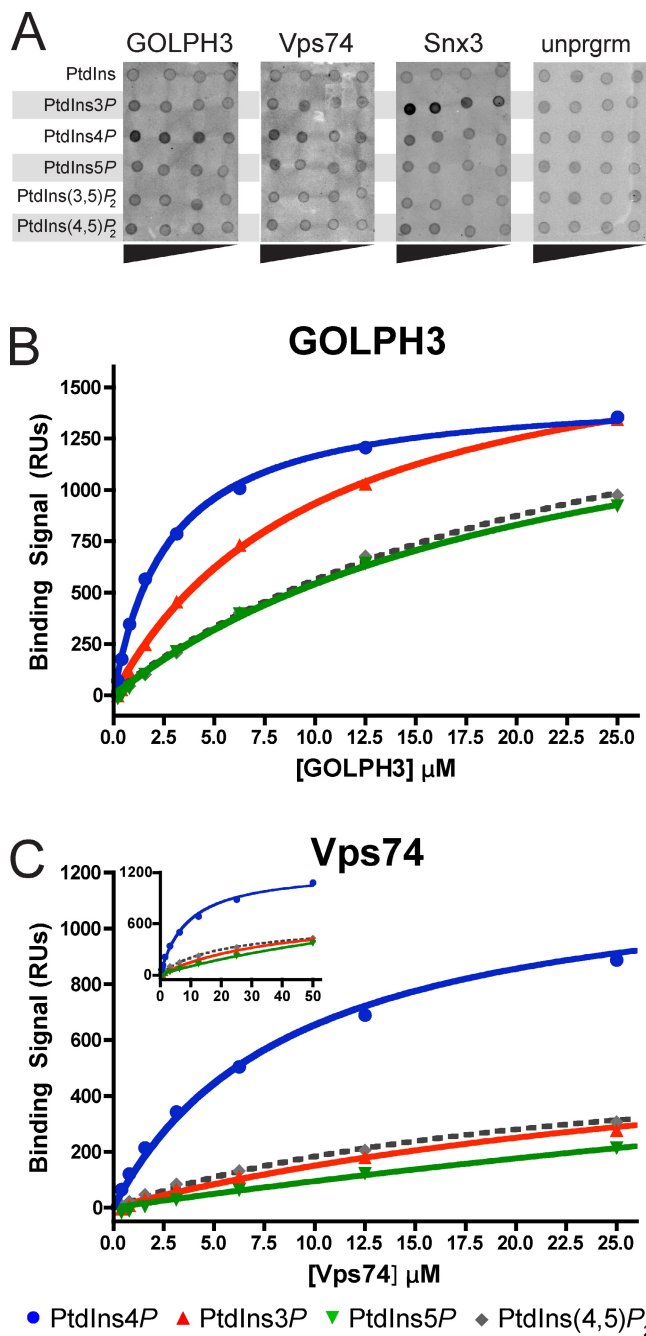 A
GOLPH3 Vps74 Snx3 unprgrm
PtdIns
PtdIns3P
PtdIns4P
PtdIns5P
PtdIns(3,5)P2
PtdIns(4,5)P2
B
GOLPH3
Binding Signal (RUs)
1500
1250
1000
750
500
250
0
0.0 2.5 5.0 7.5 10.0 12.5 15.0 17.5 20.0 22.5 25.0
[GOLPH3] µM
C
Vps74
Binding Signal (RUs)
1200
1000
800
600
400
200
0
1200
600
0
0 10 20 30 40 50
0.0 2.5 5.0 7.5 10.0 12.5 15.0 17.5 20.0 22.5 25.0
[Vps74] µM
PtdIns4P PtdIns3P PtdIns5P PtdIns(4,5)P2